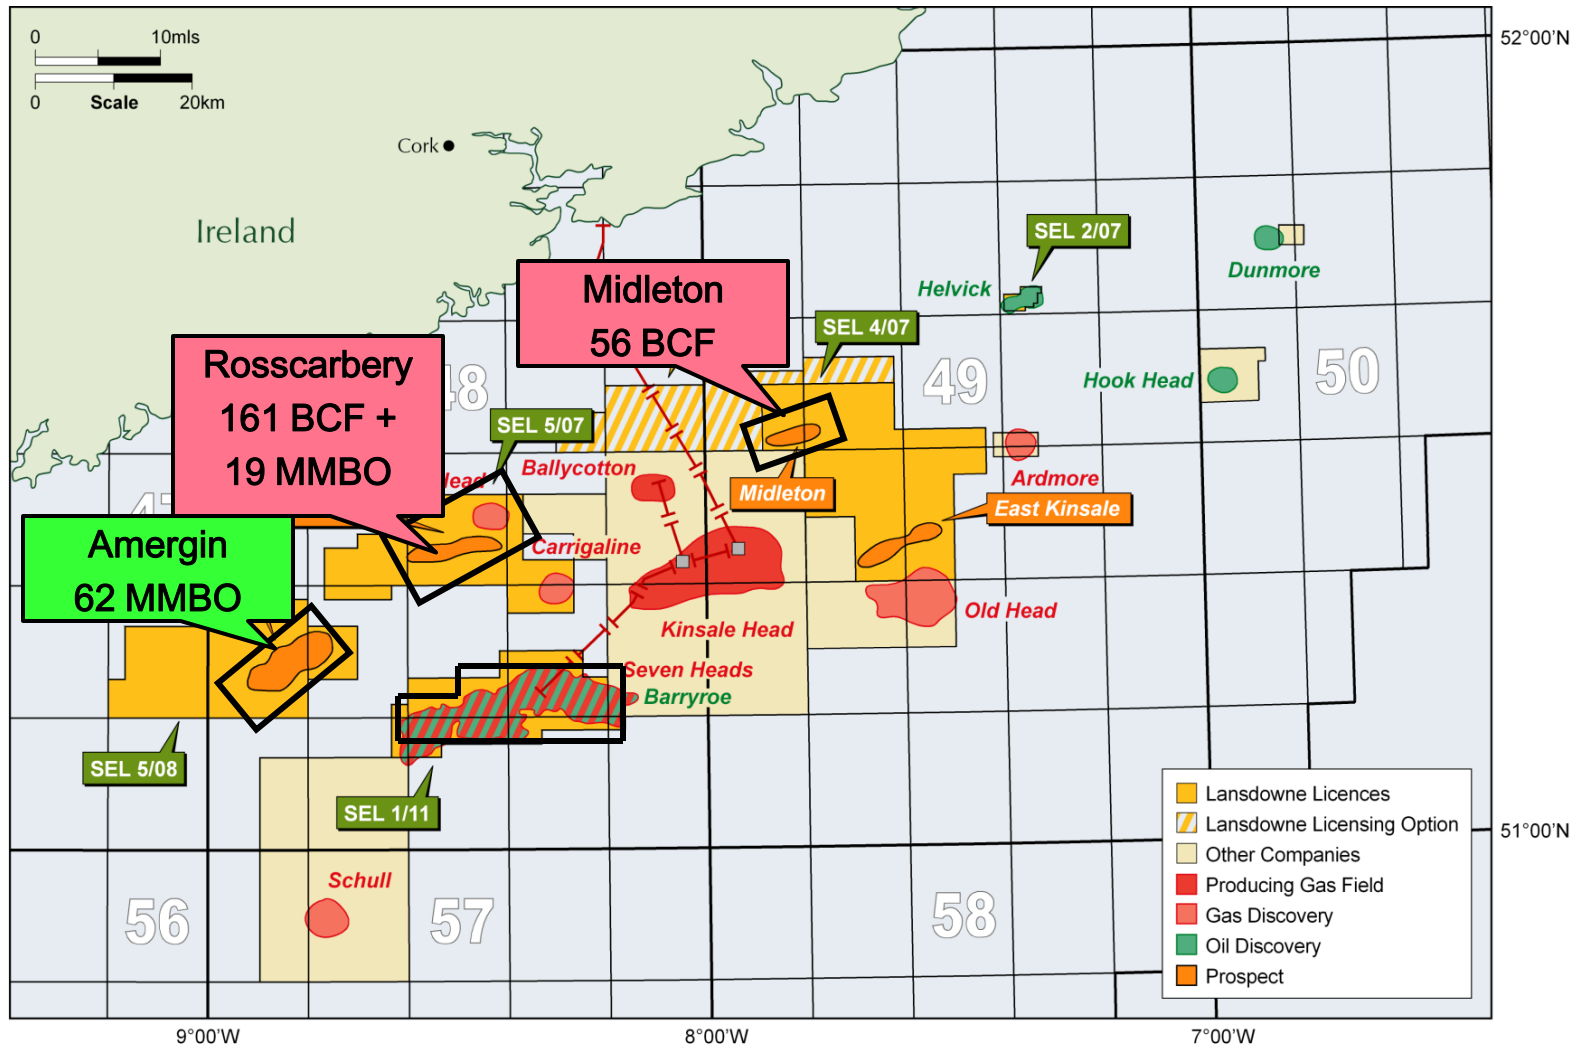 0 10mls
0 Scale 20km
52°00'N
Cork
Ireland
SEL 2/07
Dunmore
Helvick
Midleton
56 BCF
SEL 4/07
Rosscarbery
161 BCF +
19 MMBO
48
49
50
Hook Head
SEL 5/07
Ballycotton
Head
Midleton
Ardmore
East Kinsale
Amergin
62 MMBO
Carrigaline
Old Head
Kinsale Head
Seven Heads
Barryroe
SEL 5/08
SEL 1/11
Lansdowne Licences
Lansdowne Licensing Option
Other Companies
Producing Gas Field
Gas Discovery
Oil Discovery
Prospect
51°00'N
Schull
56
57
58
9°00'W
8°00'W
7°00'W